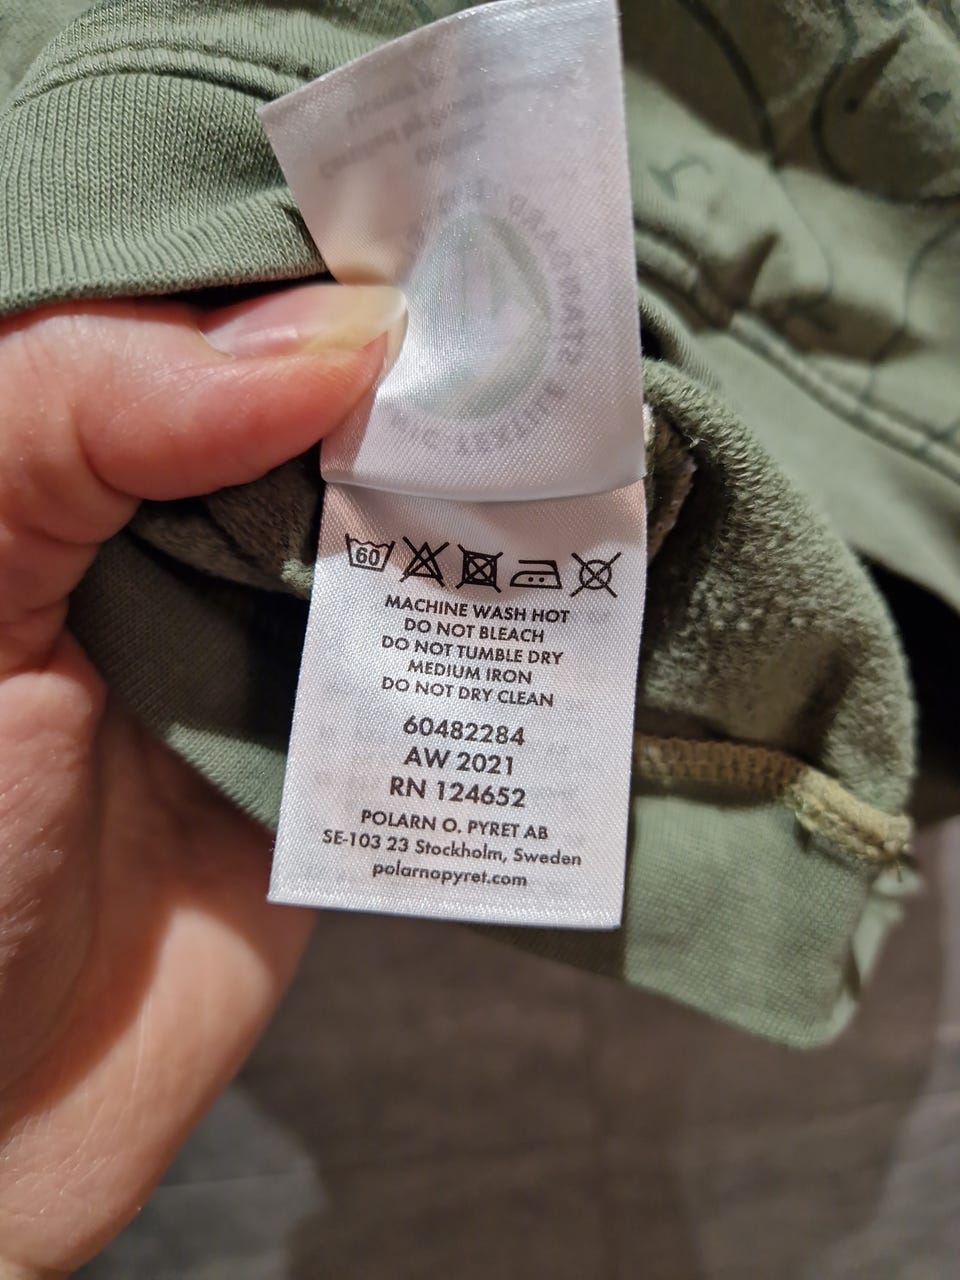 60
MACHINE WASH HOT
DO NOT BLEACH
DO NOT TUMBLE DRY
MEDIUM IRON
DO NOT DRY CLEAN
60482284
AW 2021
RN 124652
POLARN O. PYRET AB
SE-103 23 Stockholm, Sweden
polarnopyret.com